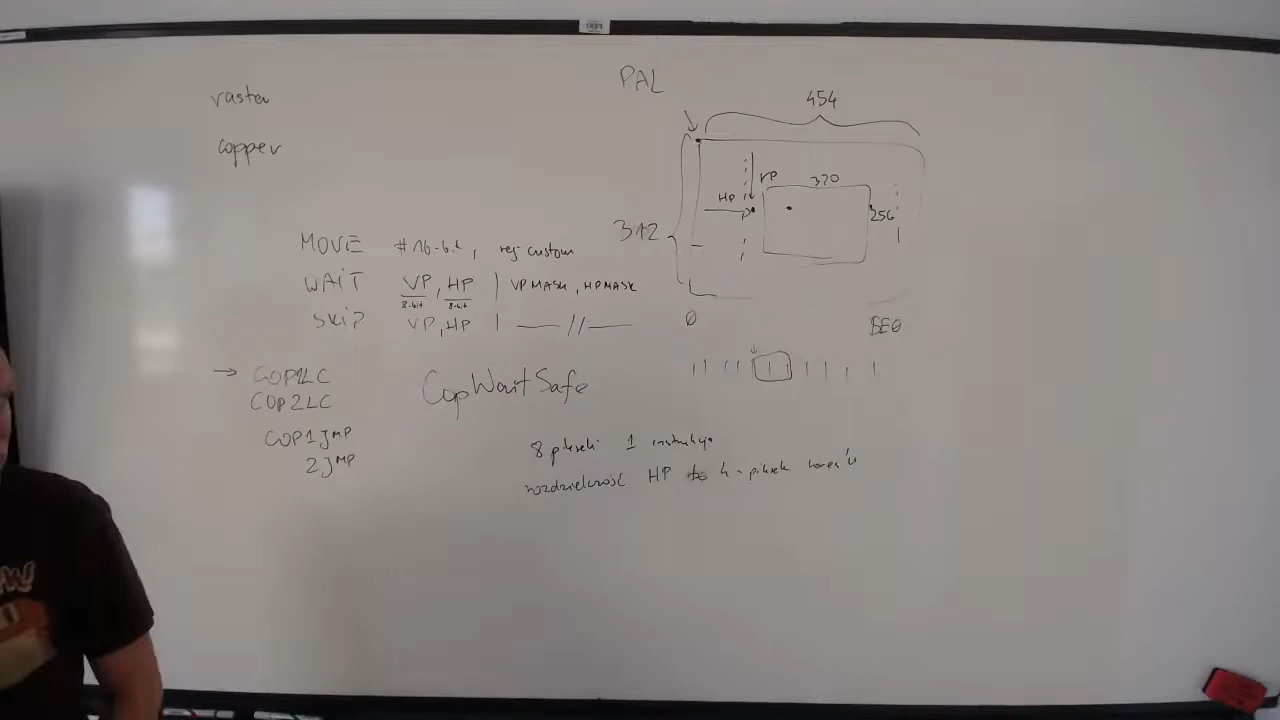 raster
copper
MOVE #16-bit, rej custom
WAIT VP, HP | VPMASK, HPMASK
8-bit 8-bit
SKIP VP, HP | —— // ——
→ COP1LC
COP2LC
COP1JMP
2JMP
CopWaitSafe
PAL
454
VP
320
HP
256
312
0
8 pikseli 1 instrukcja
rozdzielczość HP to 4-piksele lores'u